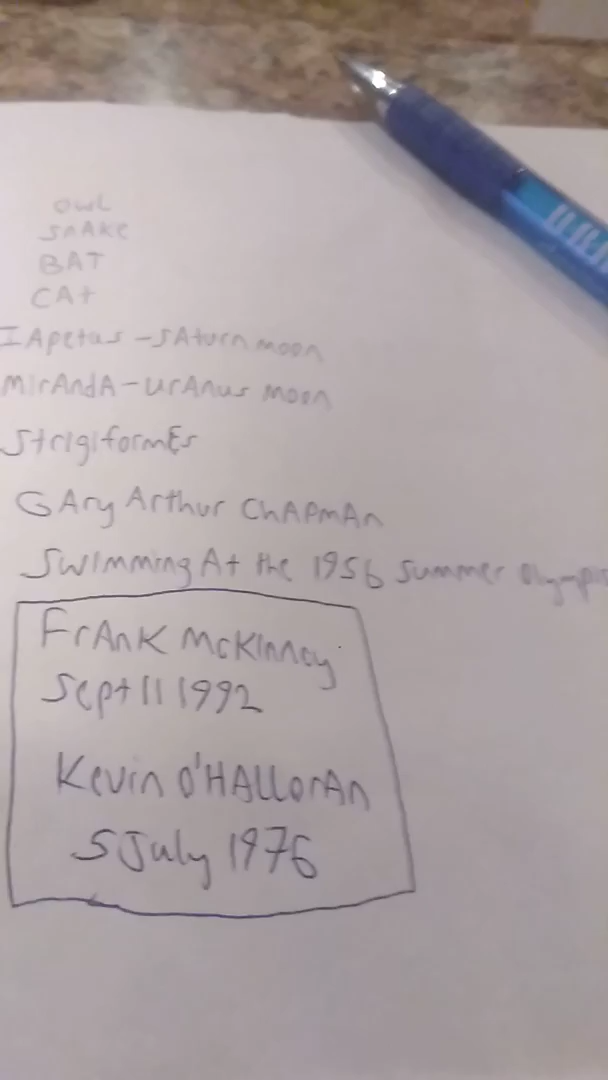 owL
SnAKE
BAT
CAt
IApetus - SAturn moon
MirAndA - UrAnus moon
StrigiformEs
GAry Arthur ChAPmAn
Swimming At the 1956 Summer
FrAnK McKinney
Sept 11 1992
Kevin O'HAllorAn
5 July 1976